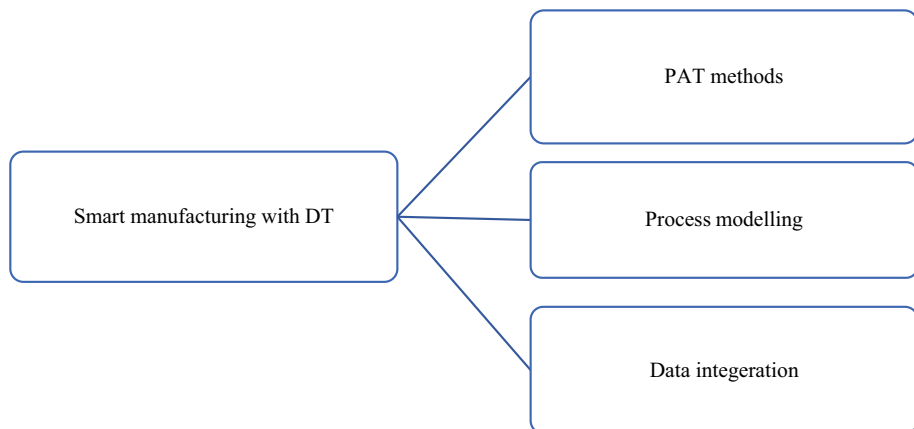 PAT methods
Smart manufacturing with DT
Process modelling
Data integeration